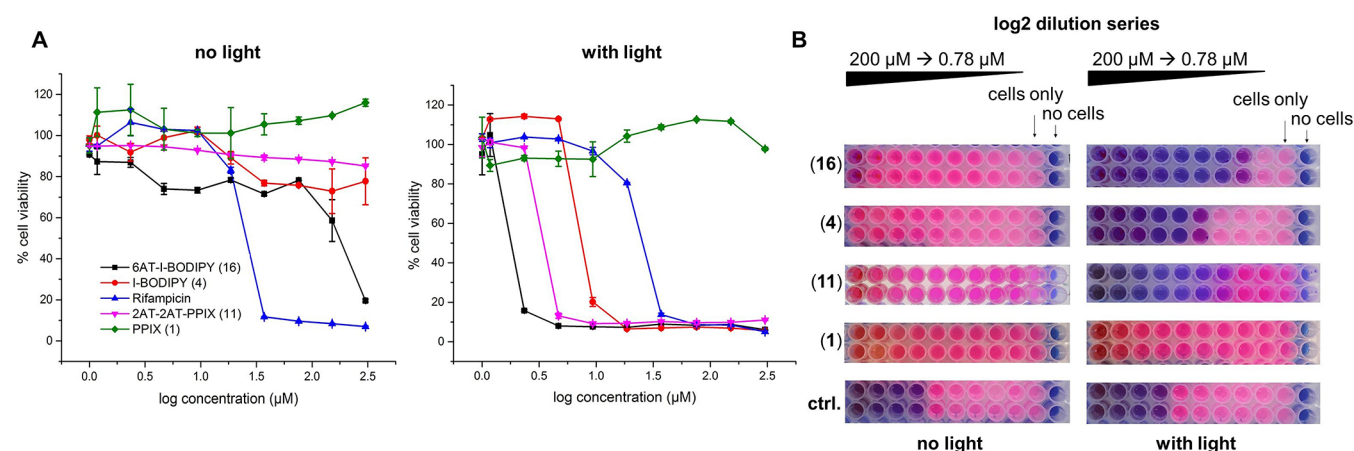 A
no light
% cell viability
120
100
80
60
40
20
0
6AT-I-BODIPY (16)
I-BODIPY (4)
Rifampicin
2AT-2AT-PPIX (11)
PPIX (1)
0.0 0.5 1.0 1.5 2.0 2.5
log concentration (µM)
with light
% cell viability
120
100
80
60
40
20
0
0.0 0.5 1.0 1.5 2.0 2.5
log concentration (µM)
B
log2 dilution series
200 µM → 0.78 µM
cells only
no cells
200 µM → 0.78 µM
cells only
no cells
(16)
(4)
(11)
(1)
ctrl.
no light
with light